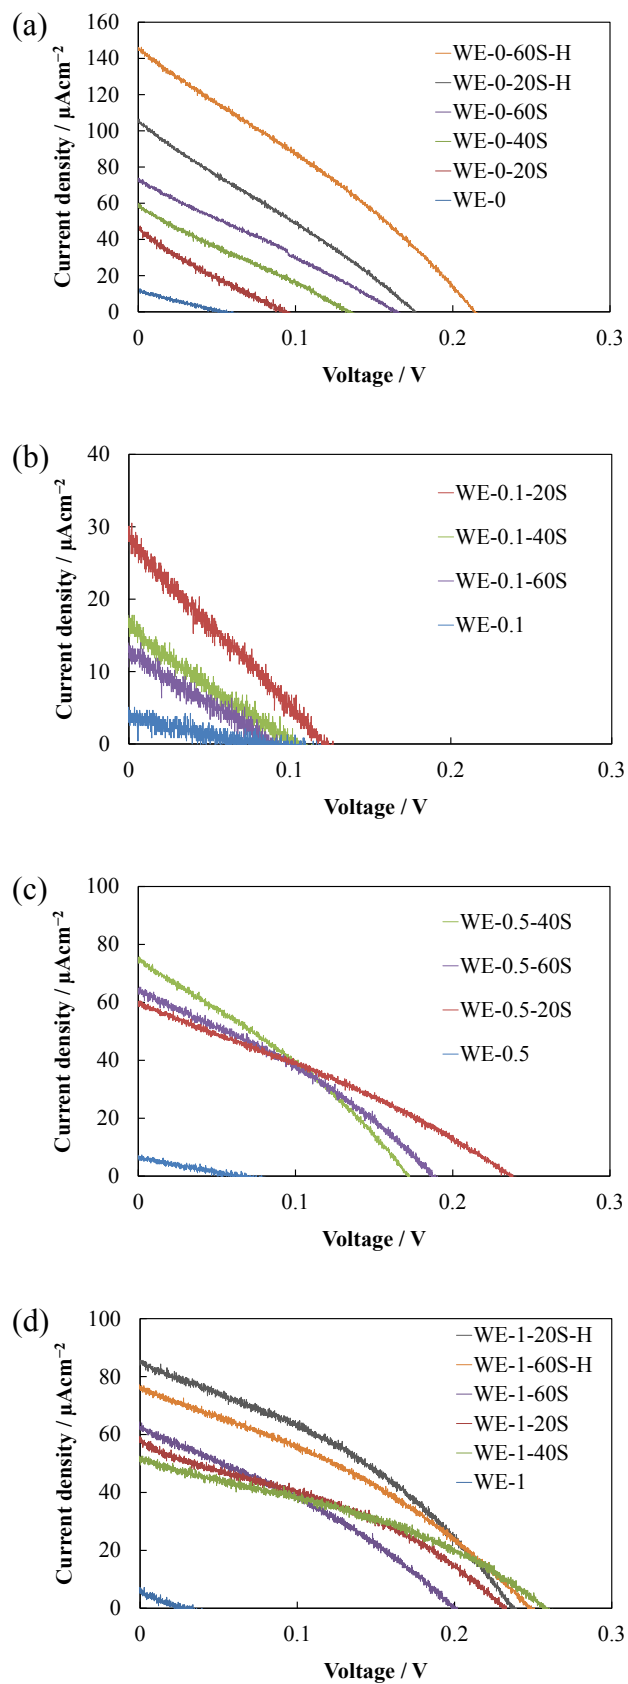 (a)
160
140
120
100
80
60
40
20
0
Current density / µAcm⁻²
WE-0-60S-H
WE-0-20S-H
WE-0-60S
WE-0-40S
WE-0-20S
WE-0
0 0.1 0.2 0.3
Voltage / V
(b)
40
30
20
10
0
Current density / µAcm⁻²
WE-0.1-20S
WE-0.1-40S
WE-0.1-60S
WE-0.1
0 0.1 0.2 0.3
Voltage / V
(c)
100
80
60
40
20
0
Current density / µAcm⁻²
WE-0.5-40S
WE-0.5-60S
WE-0.5-20S
WE-0.5
0 0.1 0.2 0.3
Voltage / V
(d)
100
80
60
40
20
0
Current density / µAcm⁻²
WE-1-20S-H
WE-1-60S-H
WE-1-60S
WE-1-20S
WE-1-40S
WE-1
0 0.1 0.2 0.3
Voltage / V